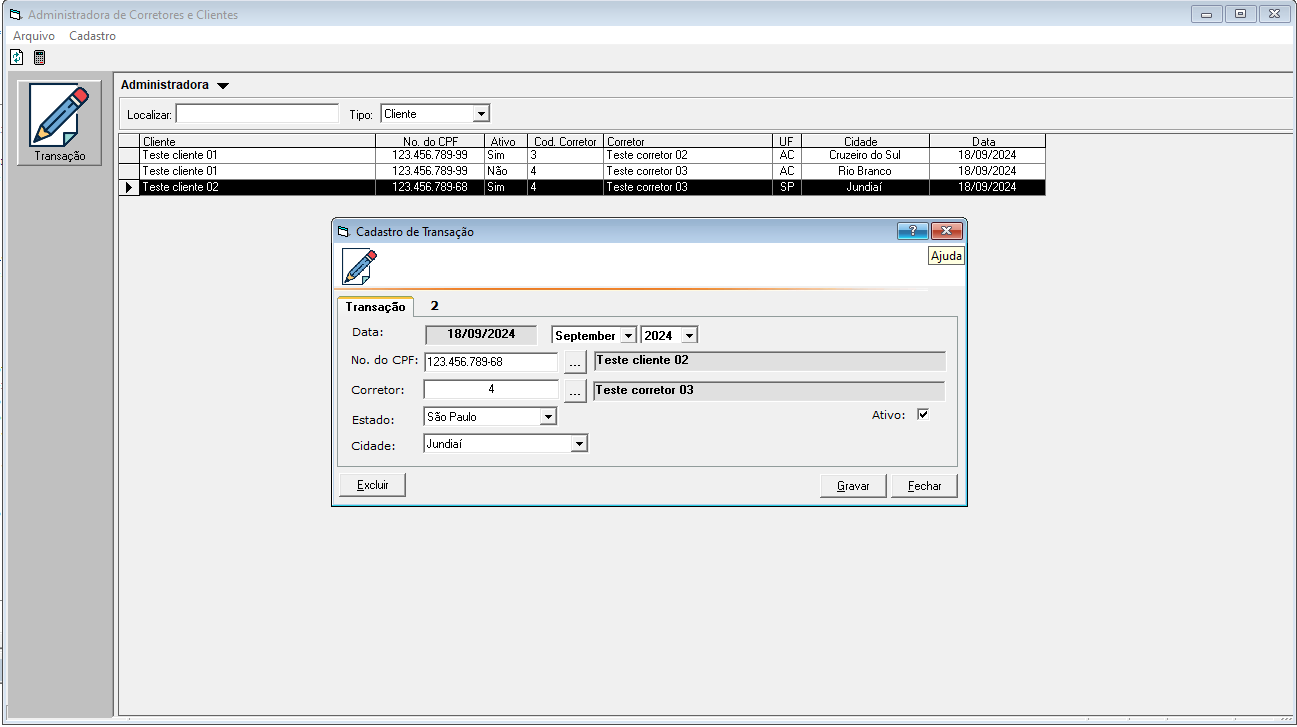 Administradora de Corretores e Clientes
Arquivo Cadastro
Transação
Administradora
Localizar: Tipo: Cliente
Cliente No. do CPF Ativo Cod. Corretor Corretor UF Cidade Data
Teste cliente 01 123.456.789-99 Sim 3 Teste corretor 02 AC Cruzeiro do Sul 18/09/2024
Teste cliente 01 123.456.789-99 Não 4 Teste corretor 03 AC Rio Branco 18/09/2024
Teste cliente 02 123.456.789-68 Sim 4 Teste corretor 03 SP Jundiaí 18/09/2024
Cadastro de Transação ?
Ajuda
Transação 2
Data: 18/09/2024 September 2024
No. do CPF: 123.456.789-68 ... Teste cliente 02
Corretor: 4 ... Teste corretor 03
Estado: São Paulo Ativo:
Cidade: Jundiaí
Excluir Gravar Fechar